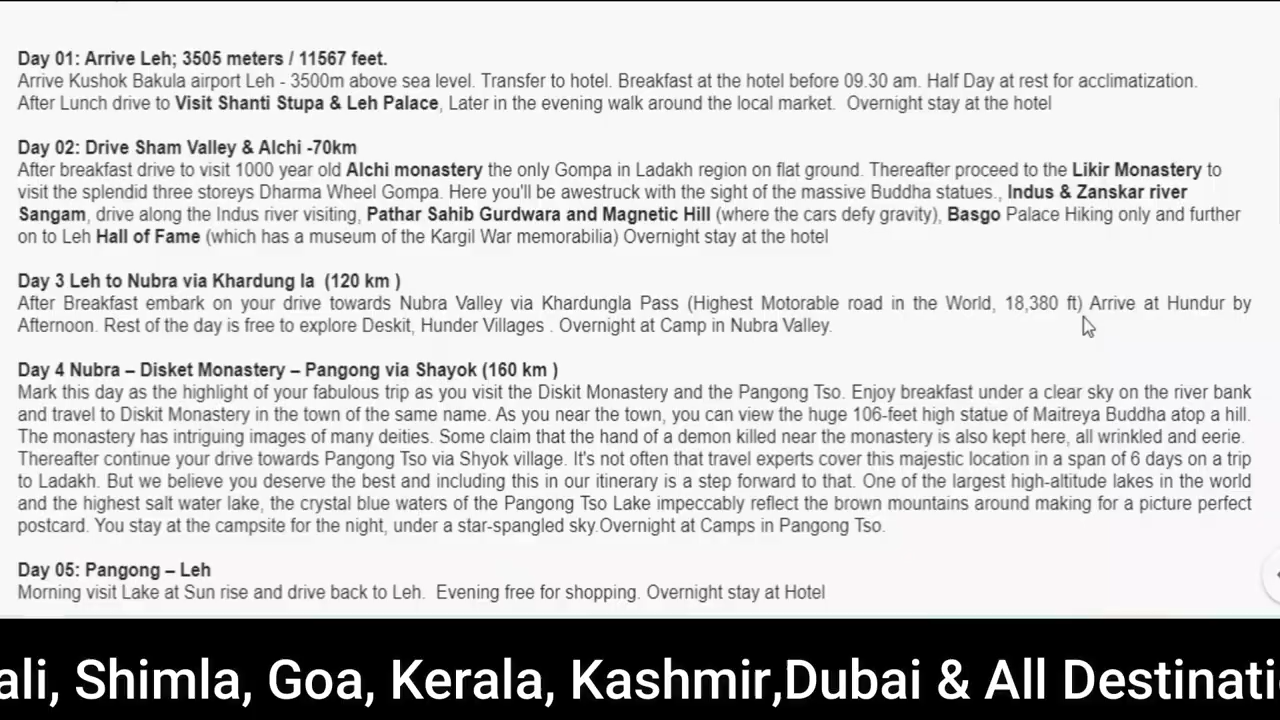 Day 01: Arrive Leh; 3505 meters / 11567 feet.
Arrive Kushok Bakula airport Leh - 3500m above sea level. Transfer to hotel. Breakfast at the hotel before 09.30 am. Half Day at rest for acclimatization.
After Lunch drive to Visit Shanti Stupa & Leh Palace, Later in the evening walk around the local market. Overnight stay at the hotel
Day 02: Drive Sham Valley & Alchi -70km
After breakfast drive to visit 1000 year old Alchi monastery the only Gompa in Ladakh region on flat ground. Thereafter proceed to the Likir Monastery to
visit the splendid three storeys Dharma Wheel Gompa. Here you'll be awestruck with the sight of the massive Buddha statues., Indus & Zanskar river
Sangam, drive along the Indus river visiting, Pathar Sahib Gurdwara and Magnetic Hill (where the cars defy gravity), Basgo Palace Hiking only and further
on to Leh Hall of Fame (which has a museum of the Kargil War memorabilia) Overnight stay at the hotel
Day 3 Leh to Nubra via Khardung la (120 km )
After Breakfast embark on your drive towards Nubra Valley via Khardungla Pass (Highest Motorable road in the World, 18,380 ft) Arrive at Hundur by
Afternoon. Rest of the day is free to explore Deskit, Hunder Villages . Overnight at Camp in Nubra Valley.
Day 4 Nubra – Disket Monastery – Pangong via Shayok (160 km )
Mark this day as the highlight of your fabulous trip as you visit the Diskit Monastery and the Pangong Tso. Enjoy breakfast under a clear sky on the river bank
and travel to Diskit Monastery in the town of the same name. As you near the town, you can view the huge 106-feet high statue of Maitreya Buddha atop a hill.
The monastery has intriguing images of many deities. Some claim that the hand of a demon killed near the monastery is also kept here, all wrinkled and eerie.
Thereafter continue your drive towards Pangong Tso via Shyok village. It's not often that travel experts cover this majestic location in a span of 6 days on a trip
to Ladakh. But we believe you deserve the best and including this in our itinerary is a step forward to that. One of the largest high-altitude lakes in the world
and the highest salt water lake, the crystal blue waters of the Pangong Tso Lake impeccably reflect the brown mountains around making for a picture perfect
postcard. You stay at the campsite for the night, under a star-spangled sky.Overnight at Camps in Pangong Tso.
Day 05: Pangong – Leh
Morning visit Lake at Sun rise and drive back to Leh. Evening free for shopping. Overnight stay at Hotel
ali, Shimla, Goa, Kerala, Kashmir,Dubai & All Destinati